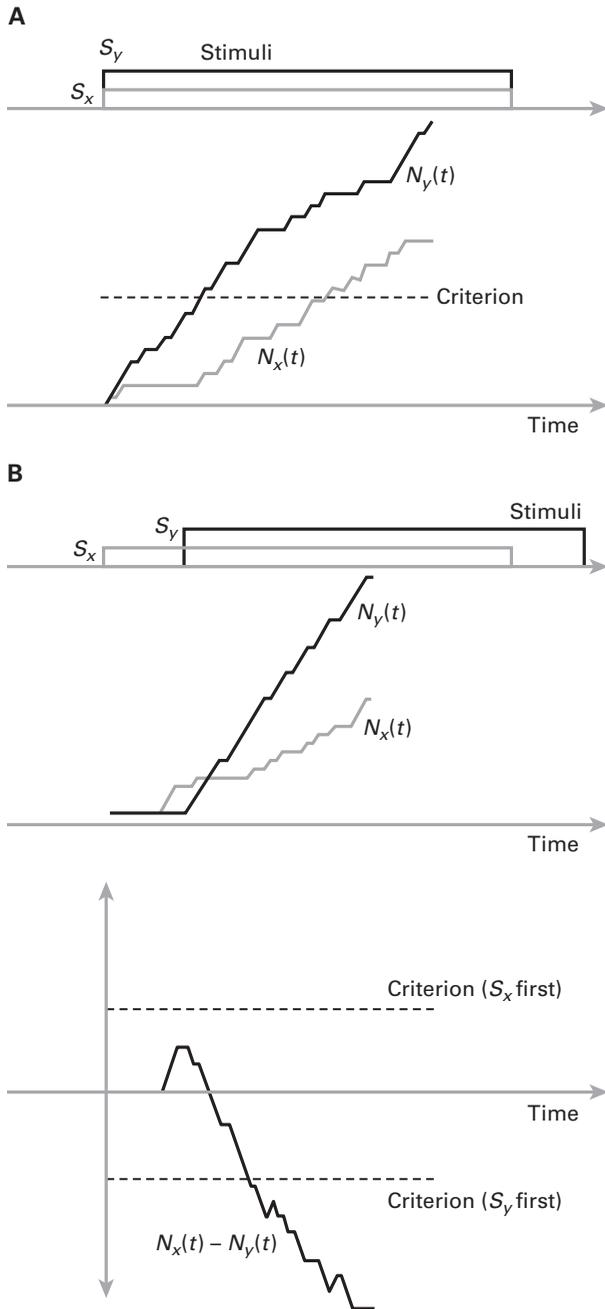 A
S_y
Stimuli
S_x
N_y(t)
Criterion
N_x(t)
Time
B
Stimuli
S_y
S_x
N_y(t)
N_x(t)
Time
Criterion (S_x first)
Time
Criterion (S_y first)
N_x(t) – N_y(t)